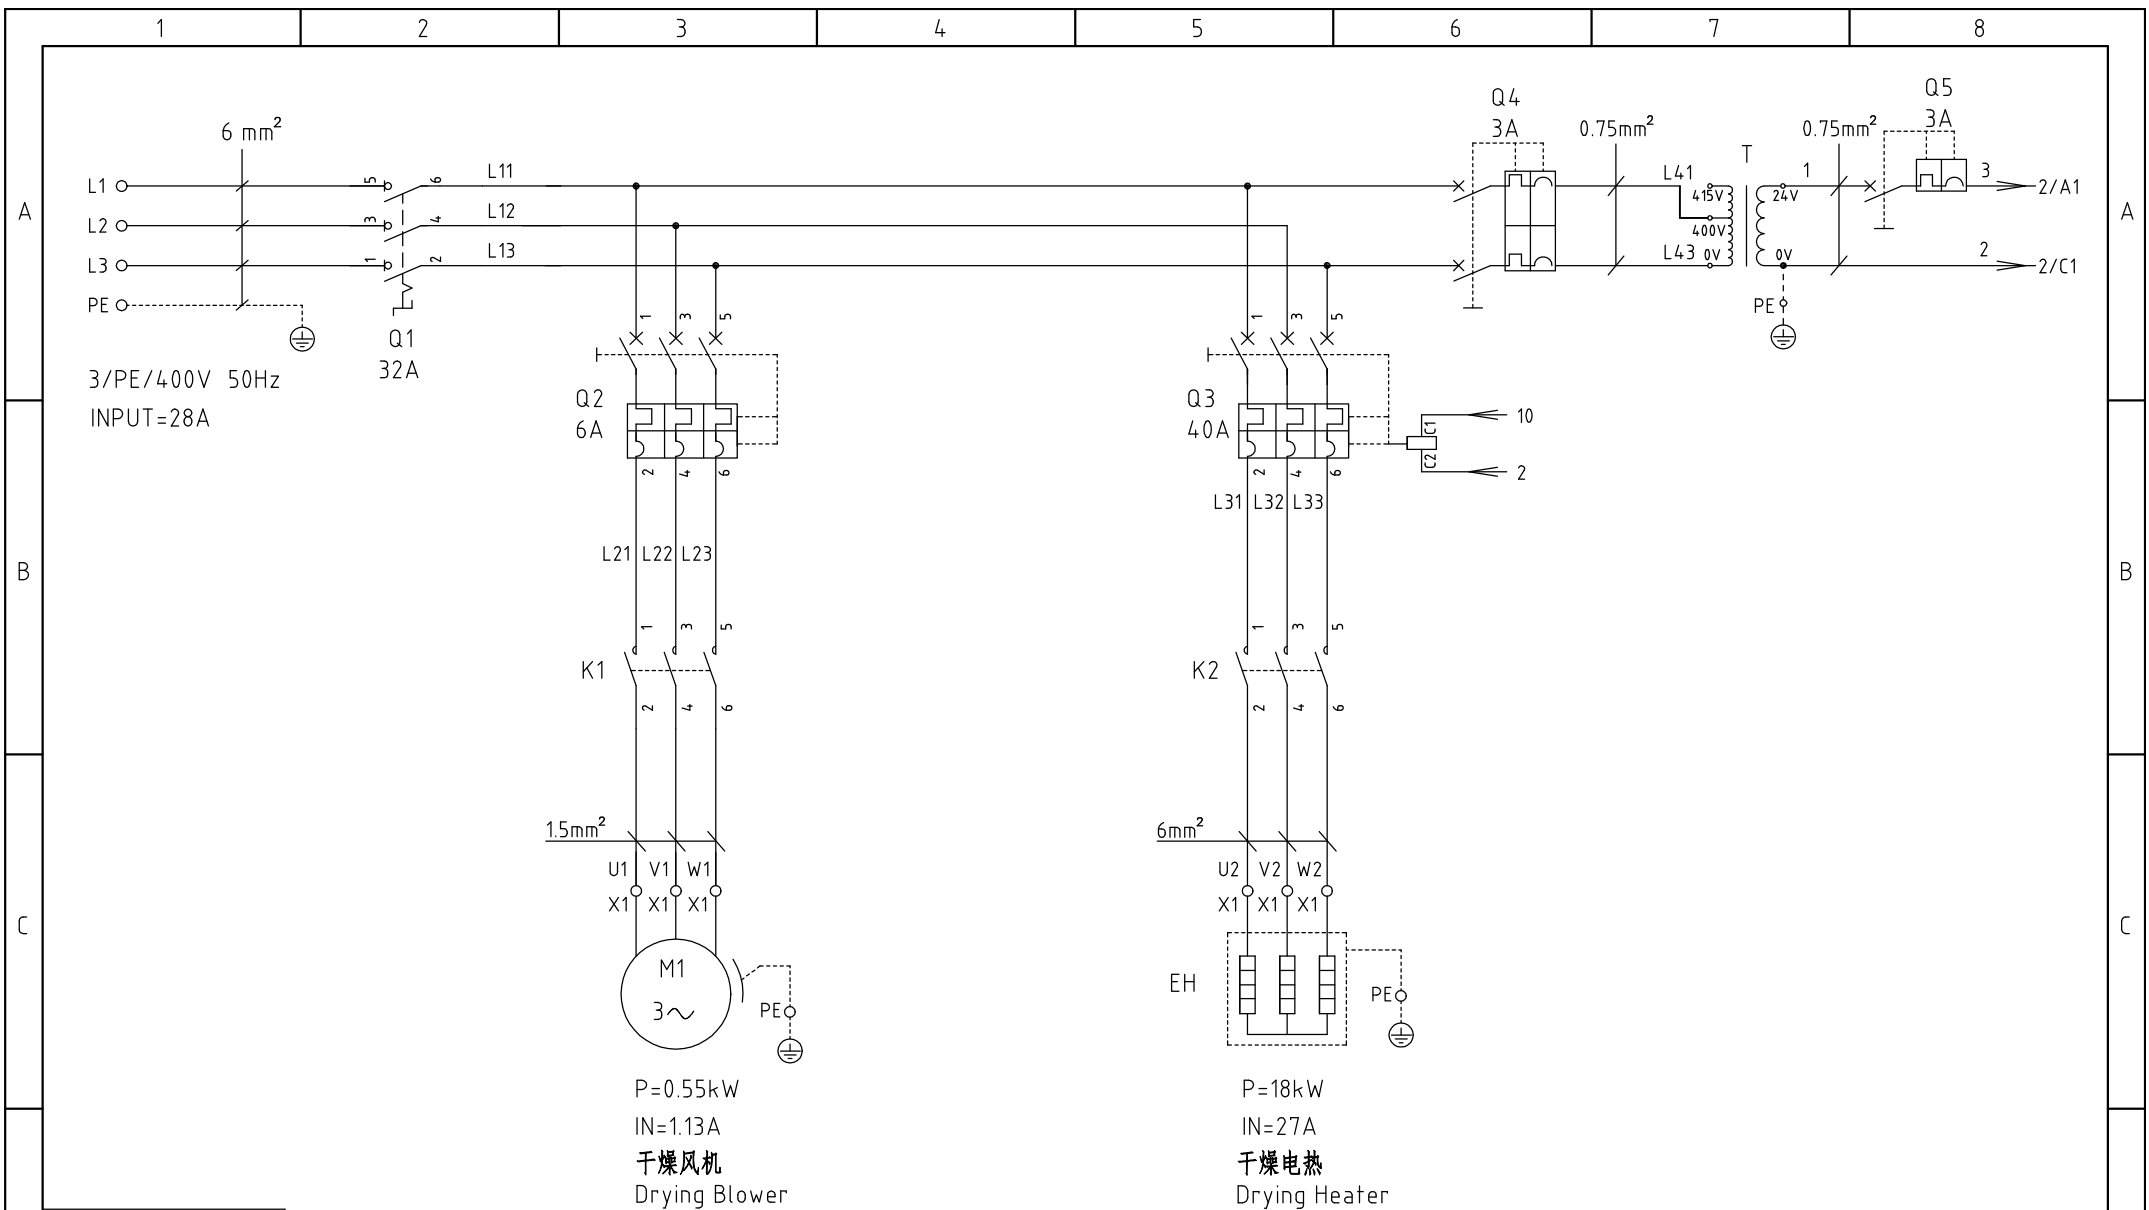 1 2 3 4 5 6 7 8
Q5
Q4
3A
3A
6 mm²
0.75mm²
0.75mm²
T
L1
5
6
L11
L41
415V
24V
1
3
2/A1
A
A
L2
3
4
L12
400V
L3
1
2
L13
L43
0V
0V
2
2/C1
PE
PE
Q1
32A
1 3 5
1 3 5
3/PE/400V 50Hz
INPUT=28A
Q2
6A
Q3
40A
C1
10
C2
2
2 4 6
2 4 6
L31 L32 L33
L21 L22 L23
B
B
1 3 5
1 3 5
K1
K2
2 4 6
2 4 6
1.5mm²
6mm²
U1 V1 W1
U2 V2 W2
X1 X1 X1
X1 X1 X1
C
C
M1
3~
PE
EH
PE
P=0.55kW
IN=1.13A
干燥风机
Drying Blower
P=18kW
IN=27A
干燥电热
Drying Heater